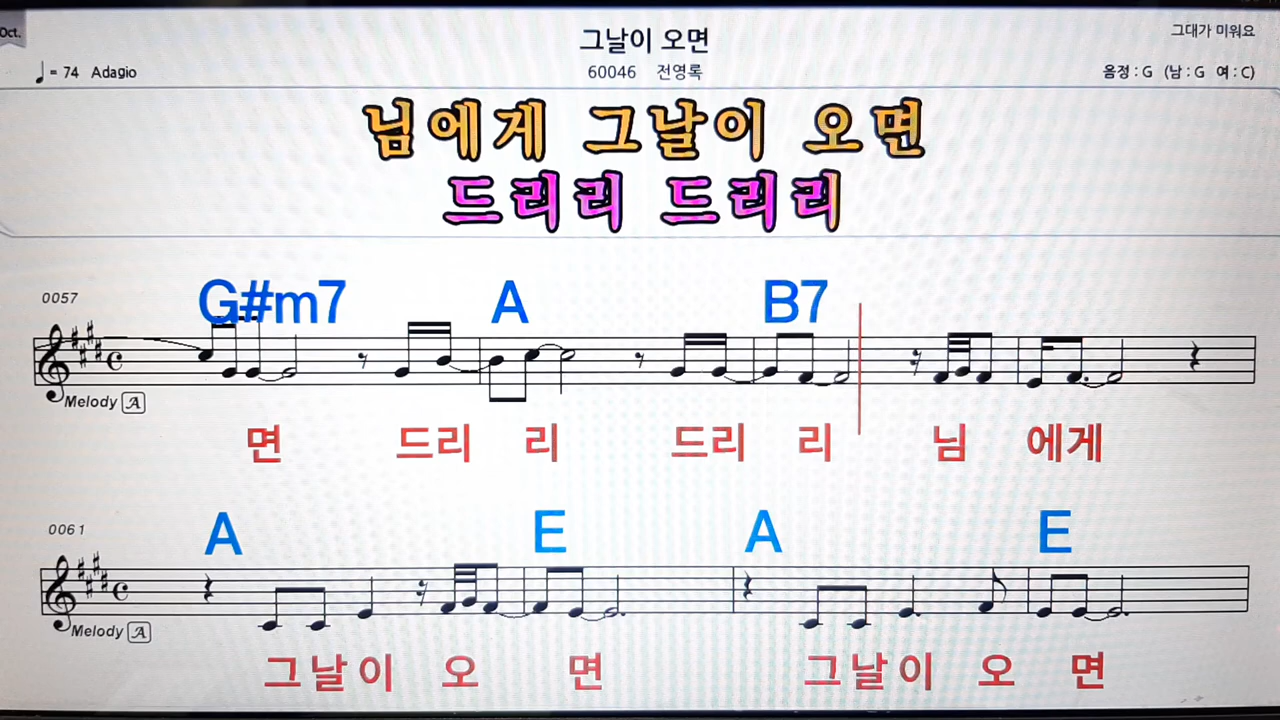 Oct.
그날이 오면
그대가 미워요
♩= 74 Adagio
60046 전영록
음정 : G (남 : G 여 : C)
님에게 그날이 오면
드리리 드리리
0057
G#m7 A B7
Melody A
면 드리 리 드리 리 님 에게
0061
A E A E
Melody A
그날이 오 면 그날이 오 면